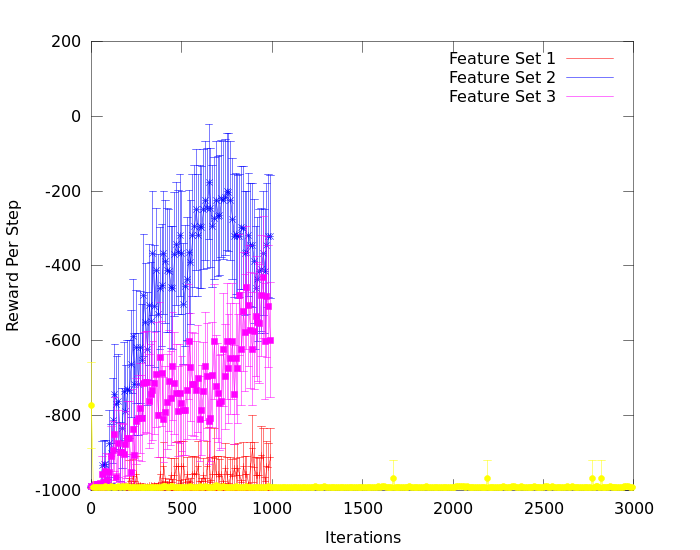 200
0
-200
-400
-600
-800
-1000
0
500
1000
1500
2000
2500
3000
Reward Per Step
Iterations
Feature Set 1
Feature Set 2
Feature Set 3